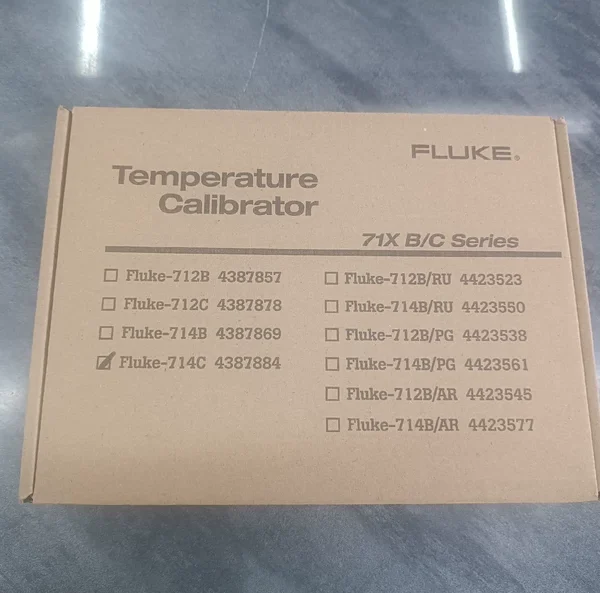 FLUKE®
Temperature
Calibrator
71X B/C Series
Fluke-712B 4387857
Fluke-712C 4387878
Fluke-714B 4387869
Fluke-714C 4387884
Fluke-712B/RU 4423523
Fluke-714B/RU 4423550
Fluke-712B/PG 4423538
Fluke-714B/PG 4423561
Fluke-712B/AR 4423545
Fluke-714B/AR 4423577